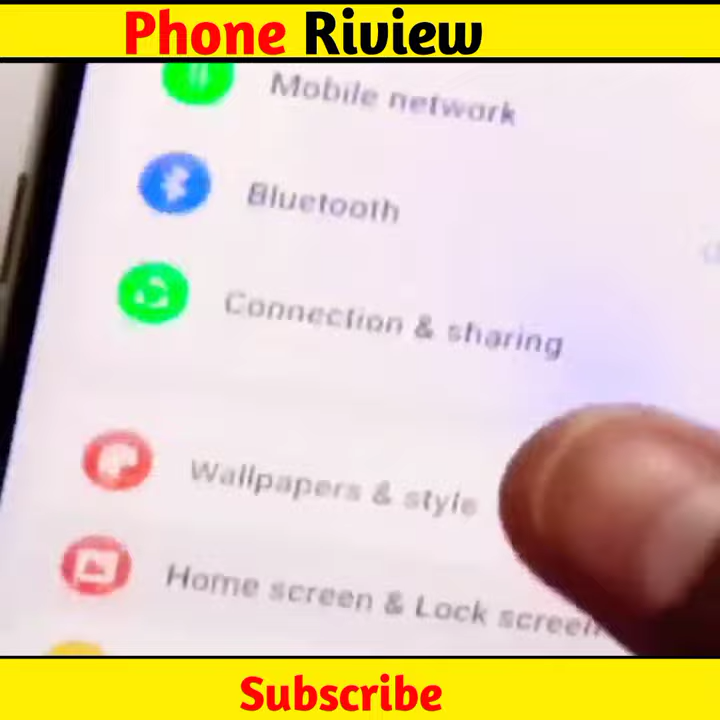 Phone Riview
Mobile network
Bluetooth
Connection & sharing
Wallpapers & style
Home screen & Lock screen
Subscribe